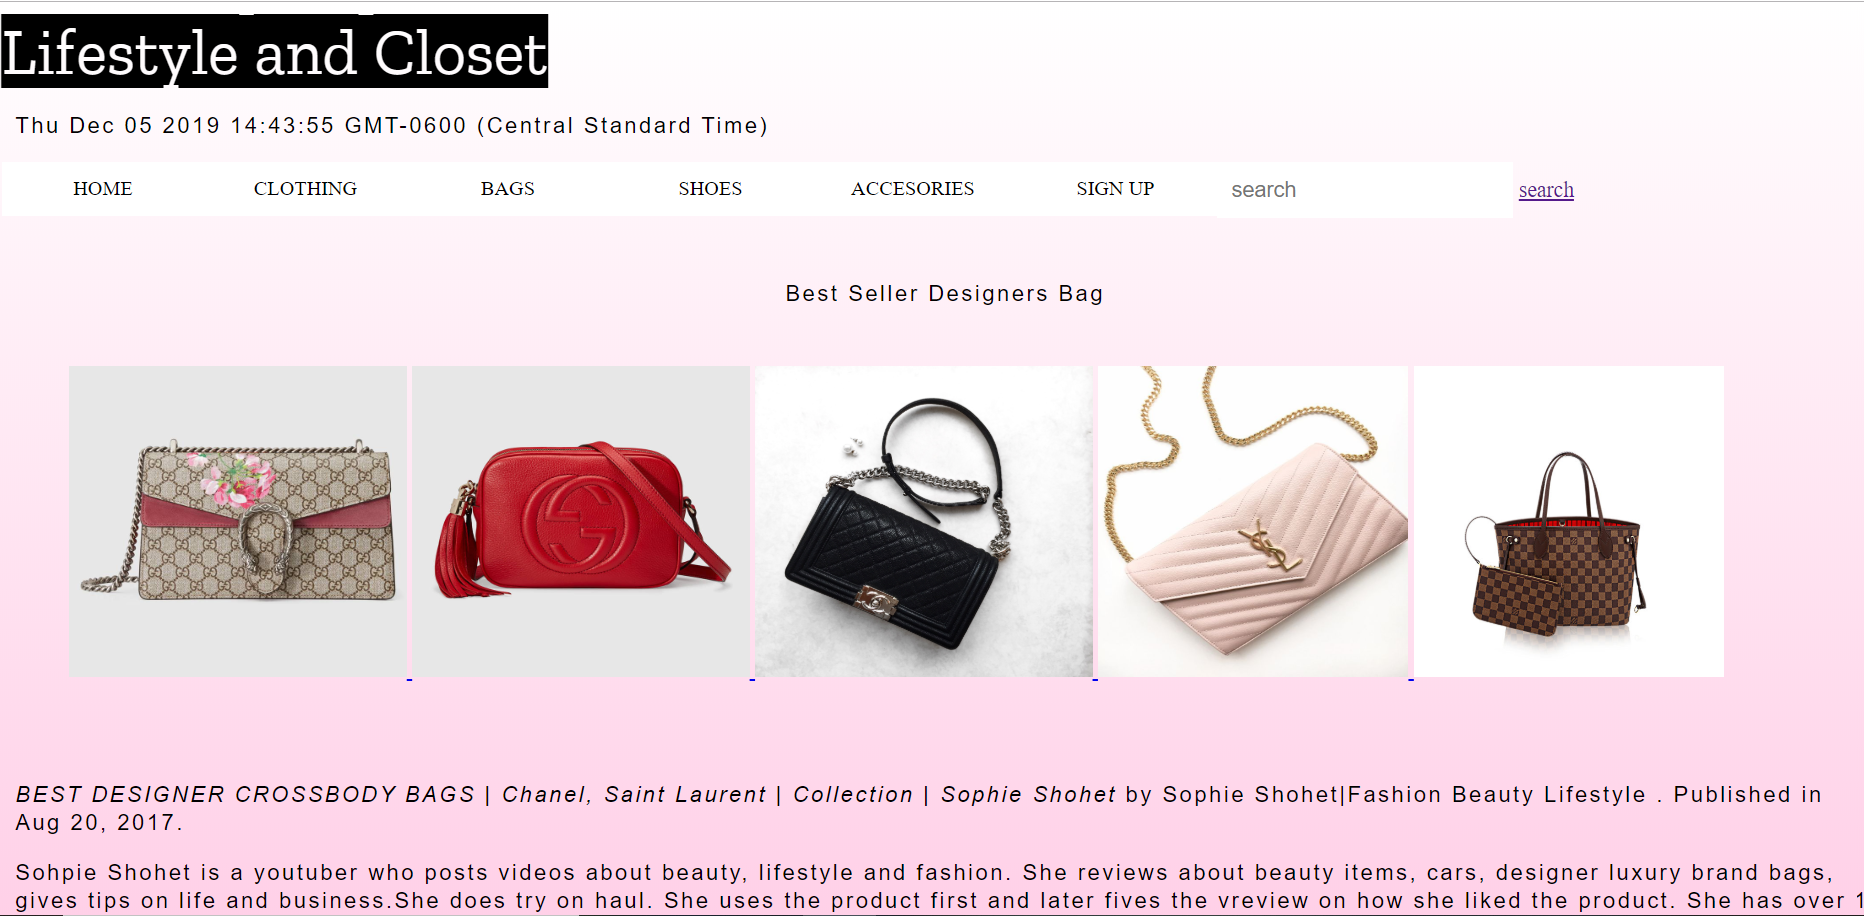 Lifestyle and Closet
Thu Dec 05 2019 14:43:55 GMT-0600 (Central Standard Time)
HOME CLOTHING BAGS SHOES ACCESORIES SIGN UP search search
Best Seller Designers Bag
BEST DESIGNER CROSSBODY BAGS | Chanel, Saint Laurent | Collection | Sophie Shohet by Sophie Shohet|Fashion Beauty Lifestyle . Published in
Aug 20, 2017.
Sohpie Shohet is a youtuber who posts videos about beauty, lifestyle and fashion. She reviews about beauty items, cars, designer luxury brand bags,
gives tips on life and business.She does try on haul. She uses the product first and later fives the vreview on how she liked the product. She has over